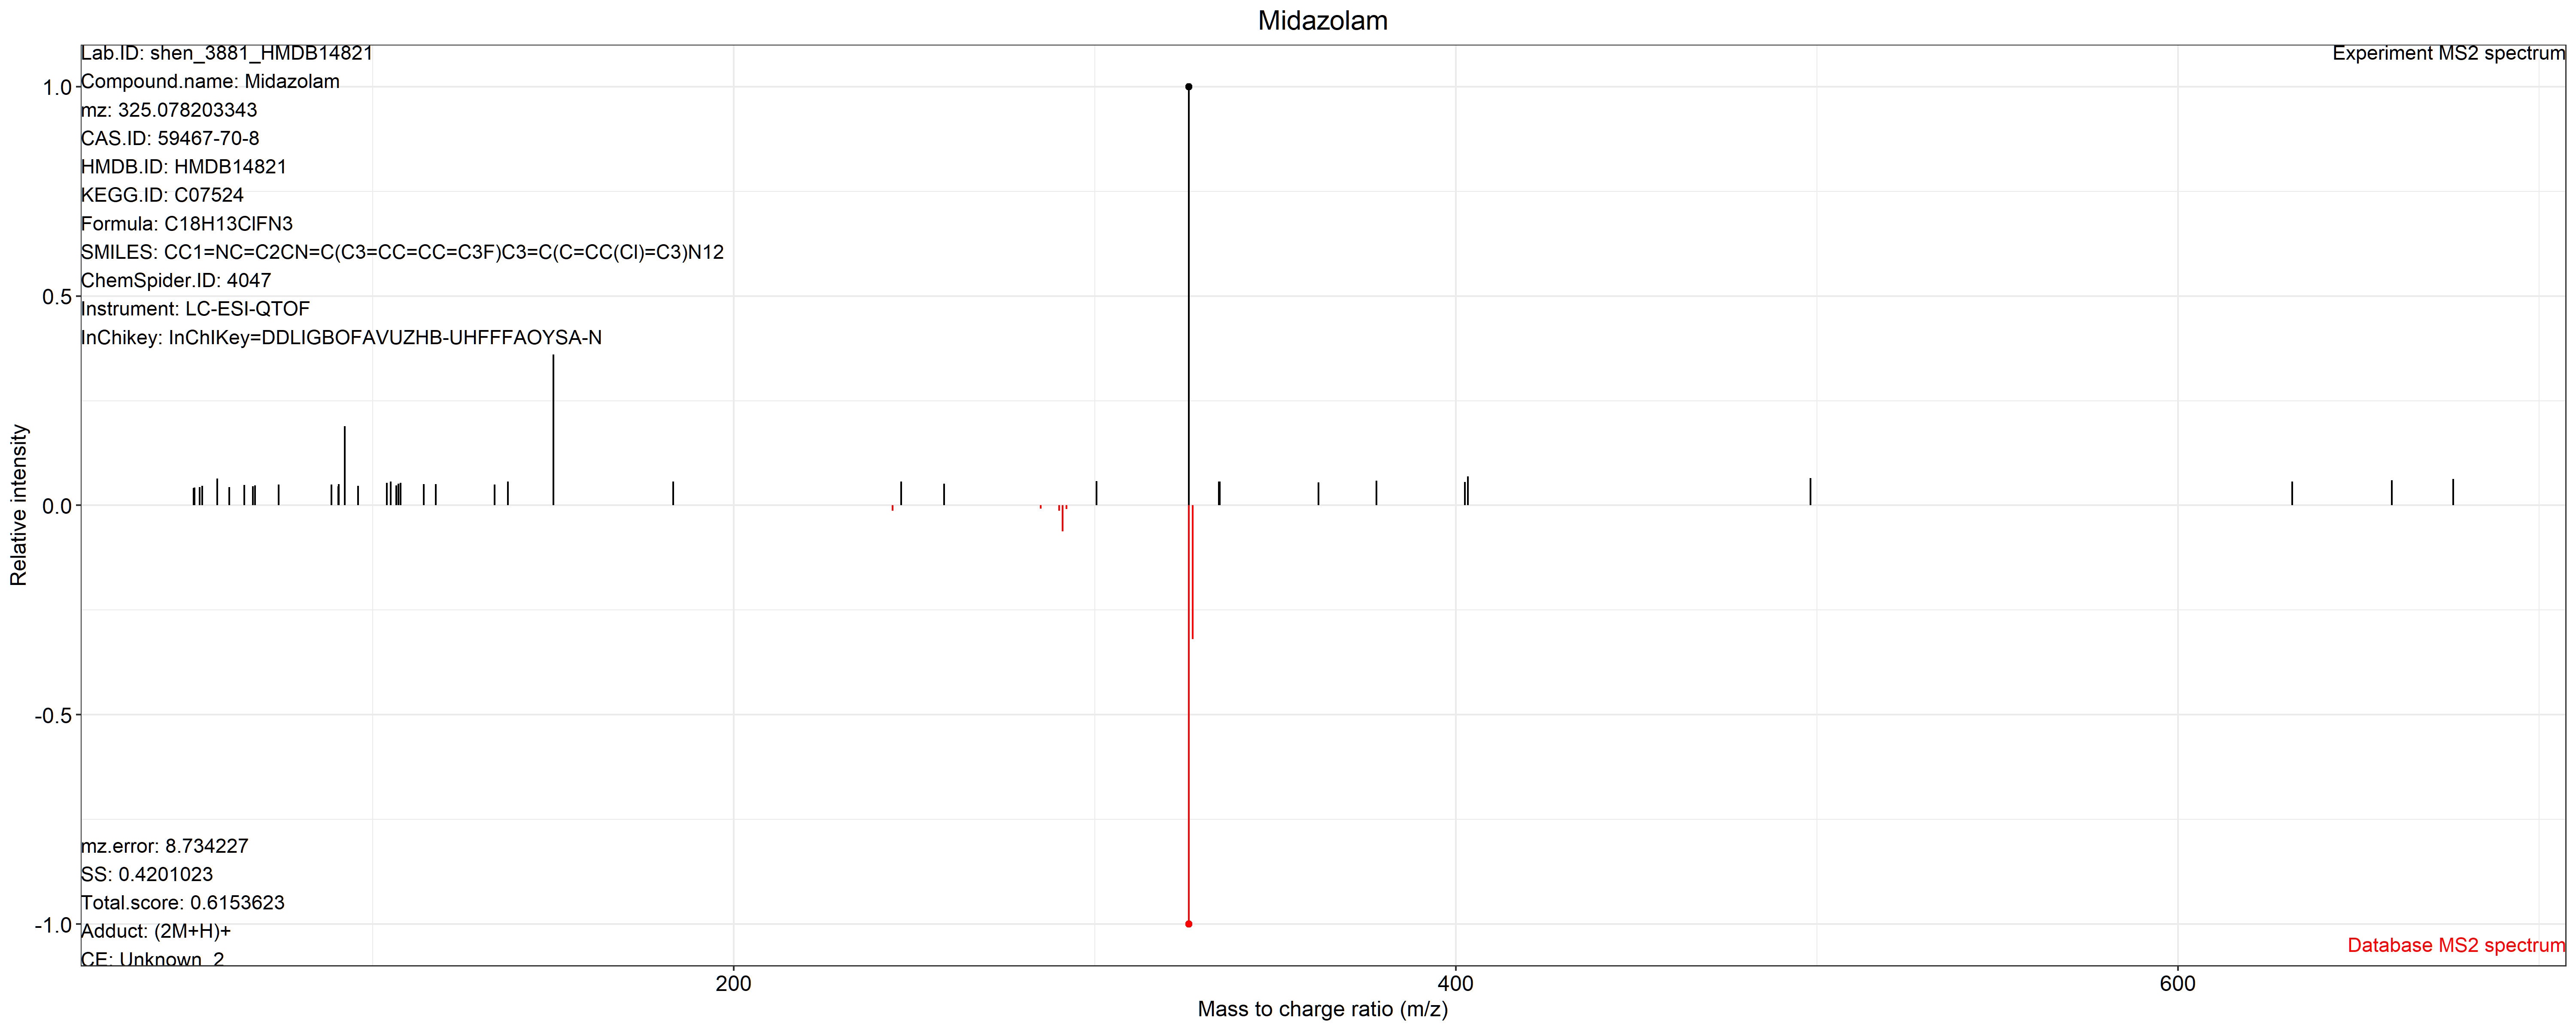 Midazolam
Lab.ID: shen_3881_HMDB14821
Experiment MS2 spectrum
Compound.name: Midazolam
mz: 325.078203343
CAS.ID: 59467-70-8
HMDB.ID: HMDB14821
KEGG.ID: C07524
Formula: C18H13ClFN3
SMILES: CC1=NC=C2CN=C(C3=CC=CC=C3F)C3=C(C=CC(Cl)=C3)N12
ChemSpider.ID: 4047
Instrument: LC-ESI-QTOF
InChikey: InChIKey=DDLIGBOFAVUZHB-UHFFFAOYSA-N
1.0
0.5
0.0
-0.5
-1.0
Relative intensity
mz.error: 8.734227
SS: 0.4201023
Total.score: 0.6153623
Adduct: (2M+H)+
CE: Unknown_2
Database MS2 spectrum
200
400
600
Mass to charge ratio (m/z)